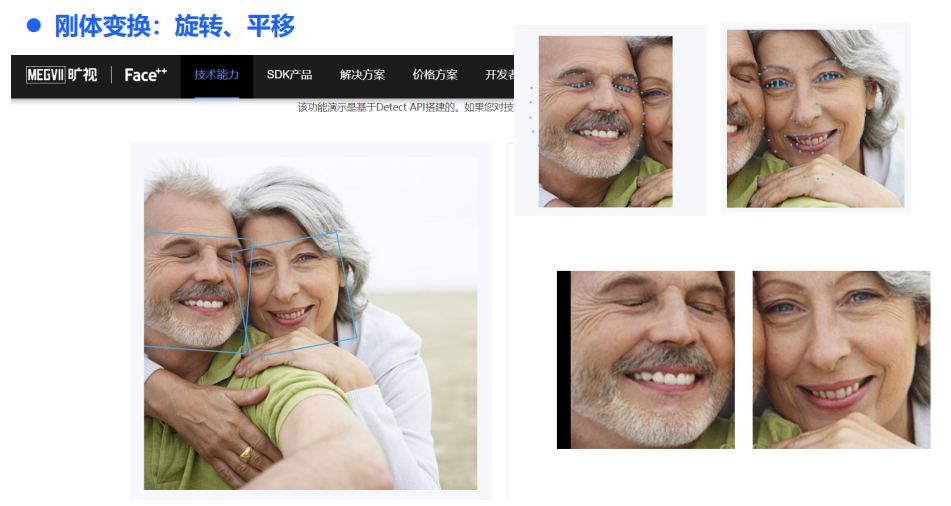 ● 刚体变换：旋转、平移
MEGVII 旷视 | Face++ 技术能力 SDK产品 解决方案 价格方案 开发者
该功能演示是基于Detect API搭建的。如果您对技